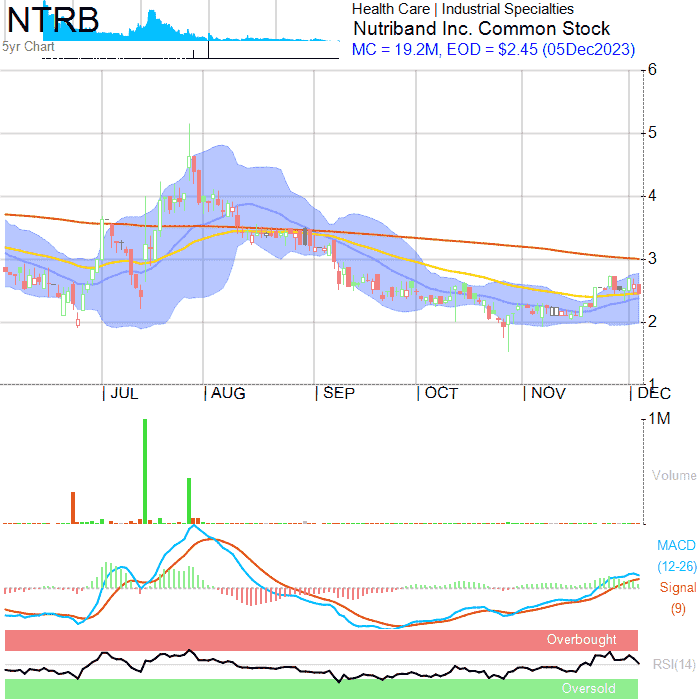 NTRB
Health Care | Industrial Specialties
Nutriband Inc. Common Stock
5yr Chart
MC = 19.2M, EOD = $2.45 (05Dec2023)
6
5
4
3
2
1
JUL AUG SEP OCT NOV DEC
1M
Volume
MACD
(12-26)
Signal
(9)
Overbought
RSI(14)
Oversold